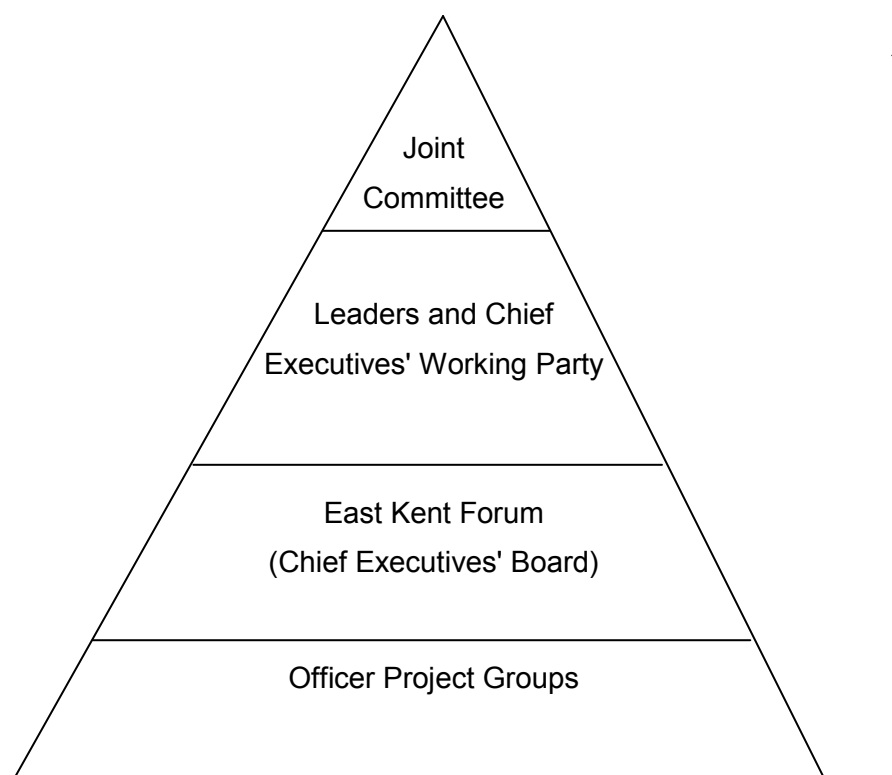 Joint
Committee
Leaders and Chief
Executives' Working Party
East Kent Forum
(Chief Executives' Board)
Officer Project Groups